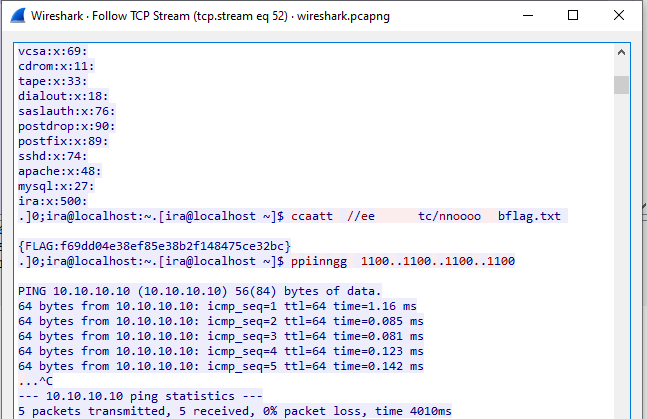 Wireshark · Follow TCP Stream (tcp.stream eq 52) · wireshark.pcapng
vcsa:x:69:
cdrom:x:11:
tape:x:33:
dialout:x:18:
saslauth:x:76:
postdrop:x:90:
postfix:x:89:
sshd:x:74:
apache:x:48:
mysql:x:27:
ira:x:500:
.]0;ira@localhost:~.[ira@localhost ~]$ ccaatt  //ee      tc/nnoooo  bflag.txt
{FLAG:f69dd04e38ef85e38b2f148475ce32bc}
.]0;ira@localhost:~.[ira@localhost ~]$ ppiinngg  1100..1100..1100..1100
PING 10.10.10.10 (10.10.10.10) 56(84) bytes of data.
64 bytes from 10.10.10.10: icmp_seq=1 ttl=64 time=1.16 ms
64 bytes from 10.10.10.10: icmp_seq=2 ttl=64 time=0.085 ms
64 bytes from 10.10.10.10: icmp_seq=3 ttl=64 time=0.081 ms
64 bytes from 10.10.10.10: icmp_seq=4 ttl=64 time=0.123 ms
64 bytes from 10.10.10.10: icmp_seq=5 ttl=64 time=0.142 ms
...^C
--- 10.10.10.10 ping statistics ---
5 packets transmitted, 5 received, 0% packet loss, time 4010ms